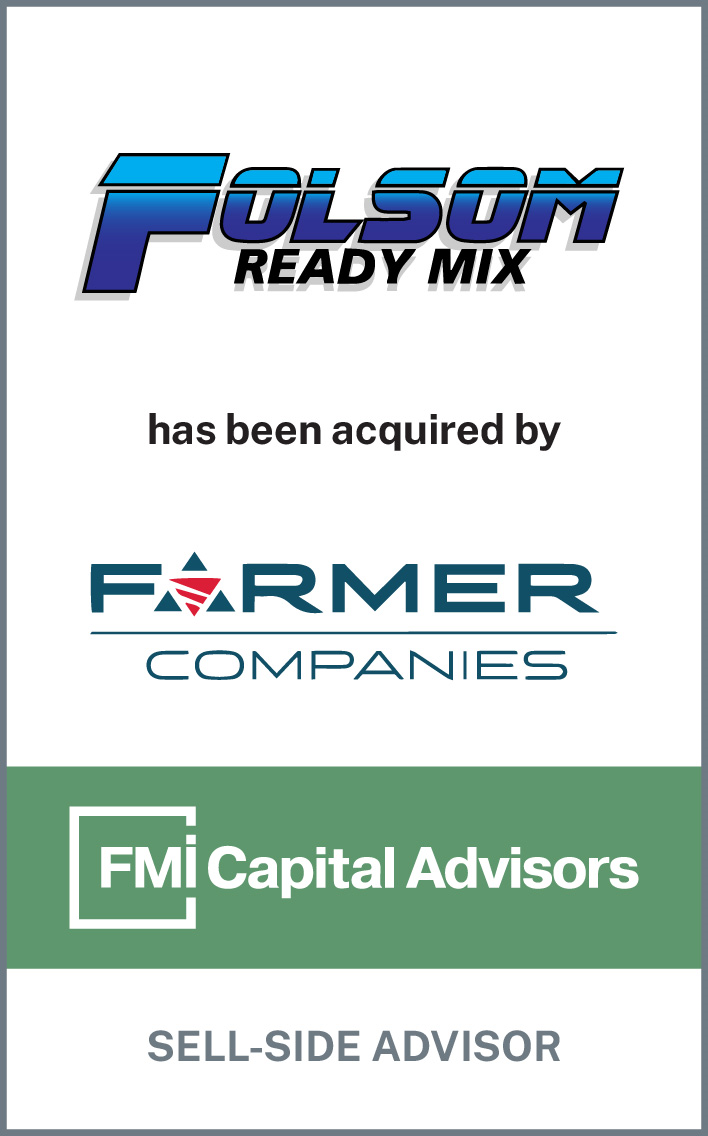 FOLSOM
READY MIX
has been acquired by
FARMER
COMPANIES
FMI Capital Advisors
SELL-SIDE ADVISOR